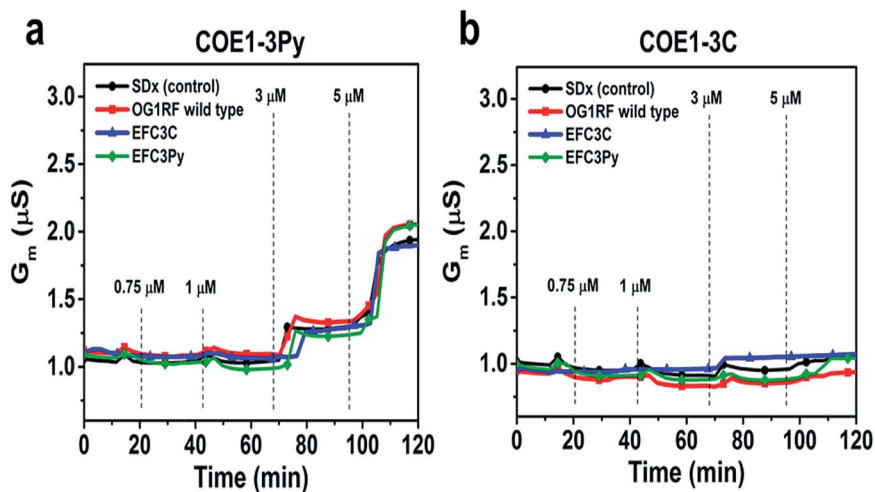 a
COE1-3Py
3.0
2.5
2.0
1.5
1.0
Gm (μS)
SDx (control)
OG1RF wild type
EFC3C
EFC3Py
0.75 μM
1 μM
3 μM
5 μM
0 20 40 60 80 100 120
Time (min)
b
COE1-3C
3.0
2.5
2.0
1.5
1.0
Gm (μS)
SDx (control)
OG1RF wild type
EFC3C
EFC3Py
0.75 μM
1 μM
3 μM
5 μM
0 20 40 60 80 100 120
Time (min)